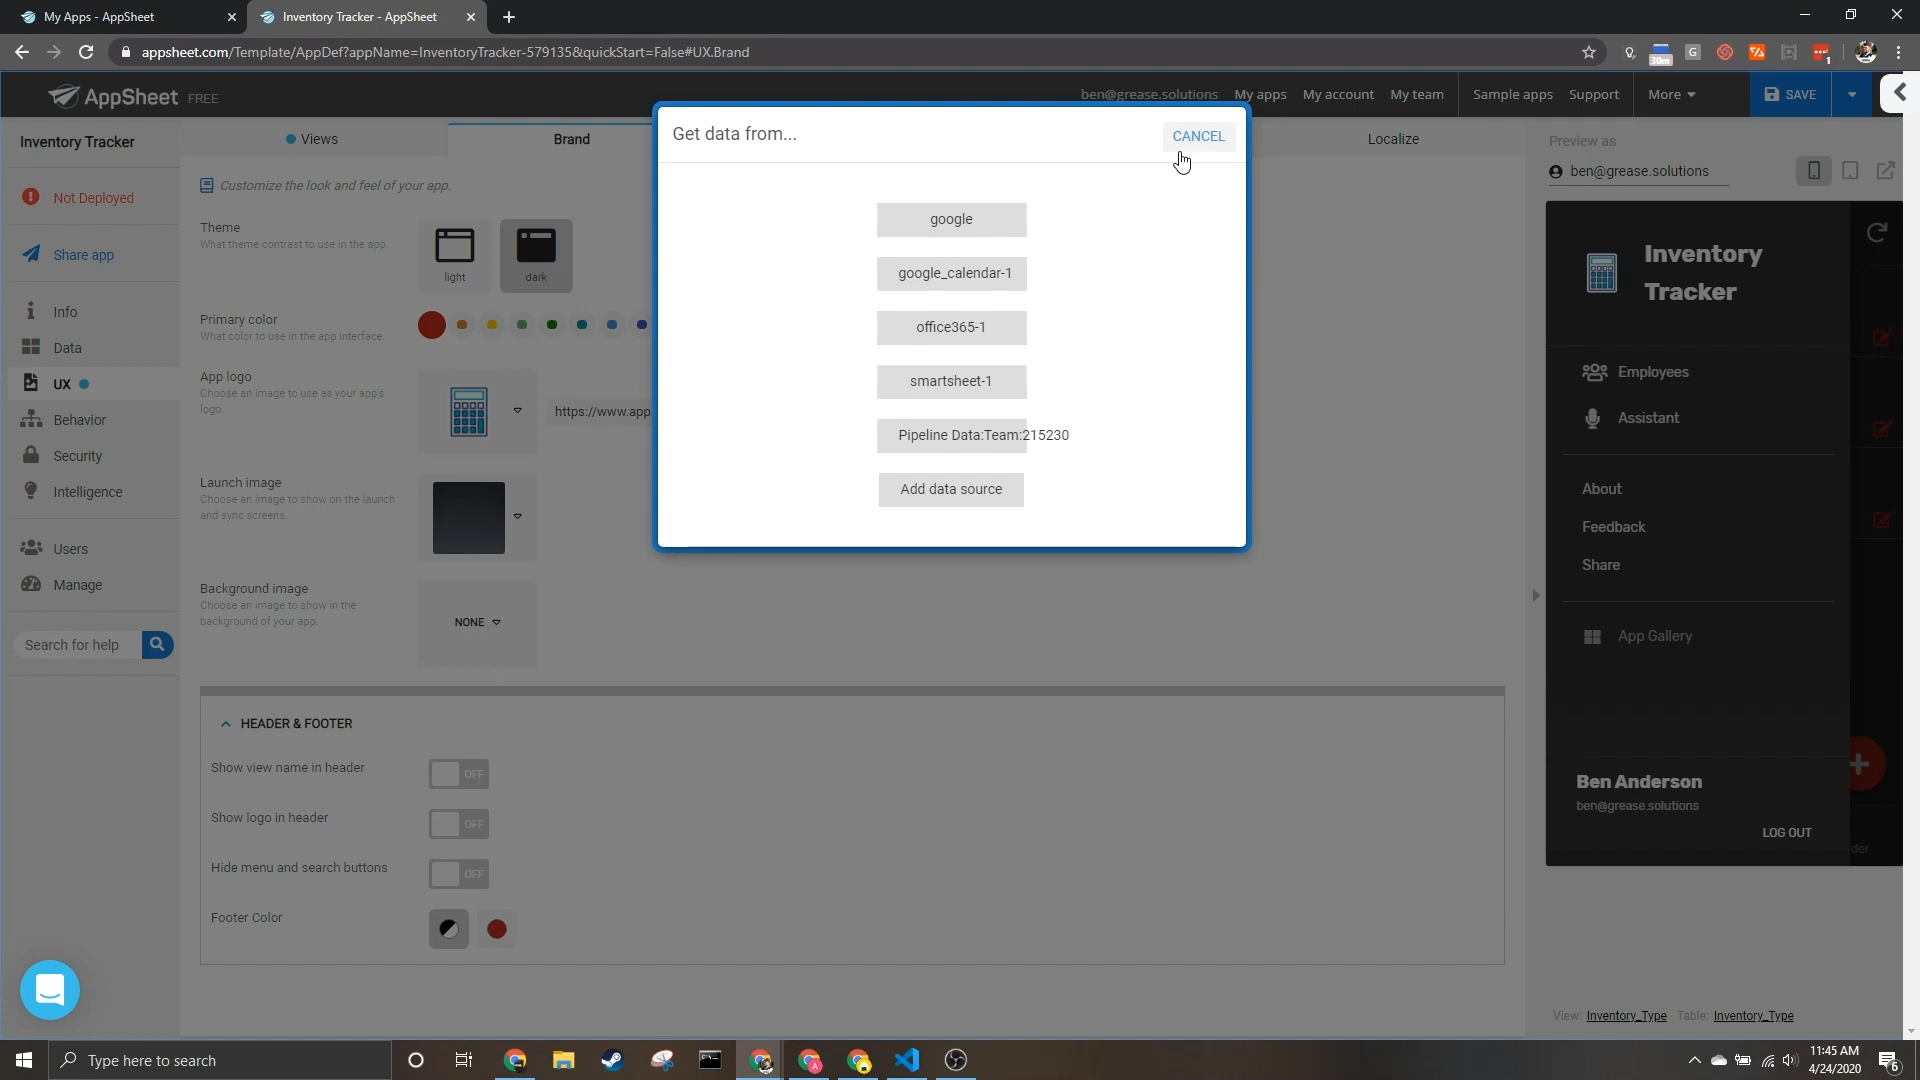 My Apps - AppSheet
Inventory Tracker - AppSheet
appsheet.com/Template/AppDef?appName=InventoryTracker-579135&quickStart=False#UX.Brand
G
30m
1
AppSheet FREE
ben@grease.solutions
My apps
My account
My team
Sample apps
Support
More
SAVE
Inventory Tracker
Not Deployed
Share app
Info
Data
UX
Behavior
Security
Intelligence
Users
Manage
Search for help
Views
Brand
Localize
Customize the look and feel of your app.
Theme
What theme contrast to use in the app.
light
dark
Primary color
What color to use in the app interface.
App logo
Choose an image to use as your app's
logo.
https://www.app
Launch image
Choose an image to show on the launch
and sync screens.
Background image
Choose an image to show in the
background of your app.
NONE
HEADER & FOOTER
Show view name in header
OFF
Show logo in header
OFF
Hide menu and search buttons
OFF
Footer Color
Get data from...
CANCEL
google
google_calendar-1
office365-1
smartsheet-1
Pipeline Data:Team:215230
Add data source
Preview as
ben@grease.solutions
Inventory
Tracker
Employees
Assistant
About
Feedback
Share
App Gallery
Ben Anderson
ben@grease.solutions
LOG OUT
der
View: Inventory_Type Table: Inventory_Type
Type here to search
11:45 AM
4/24/2020
6